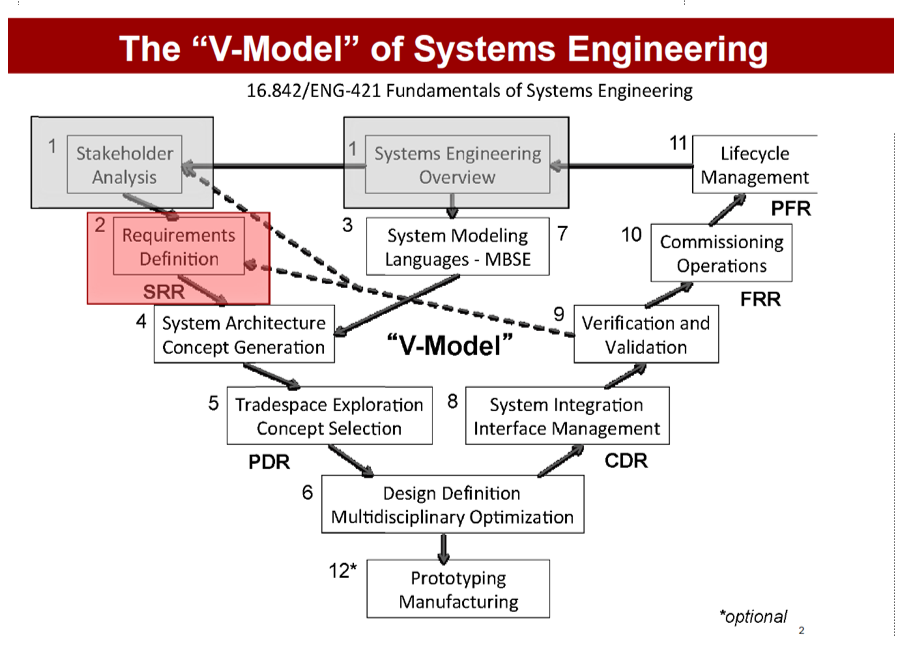 The “V-Model” of Systems Engineering
16.842/ENG-421 Fundamentals of Systems Engineering
1
Stakeholder
Analysis
1
Systems Engineering
Overview
11
Lifecycle
Management
PFR
2
Requirements
Definition
SRR
3
System Modeling
Languages - MBSE
7
10
Commissioning
Operations
FRR
4
System Architecture
Concept Generation
“V-Model”
9
Verification and
Validation
5
Tradespace Exploration
Concept Selection
PDR
8
System Integration
Interface Management
CDR
6
Design Definition
Multidisciplinary Optimization
12*
Prototyping
Manufacturing
*optional
2